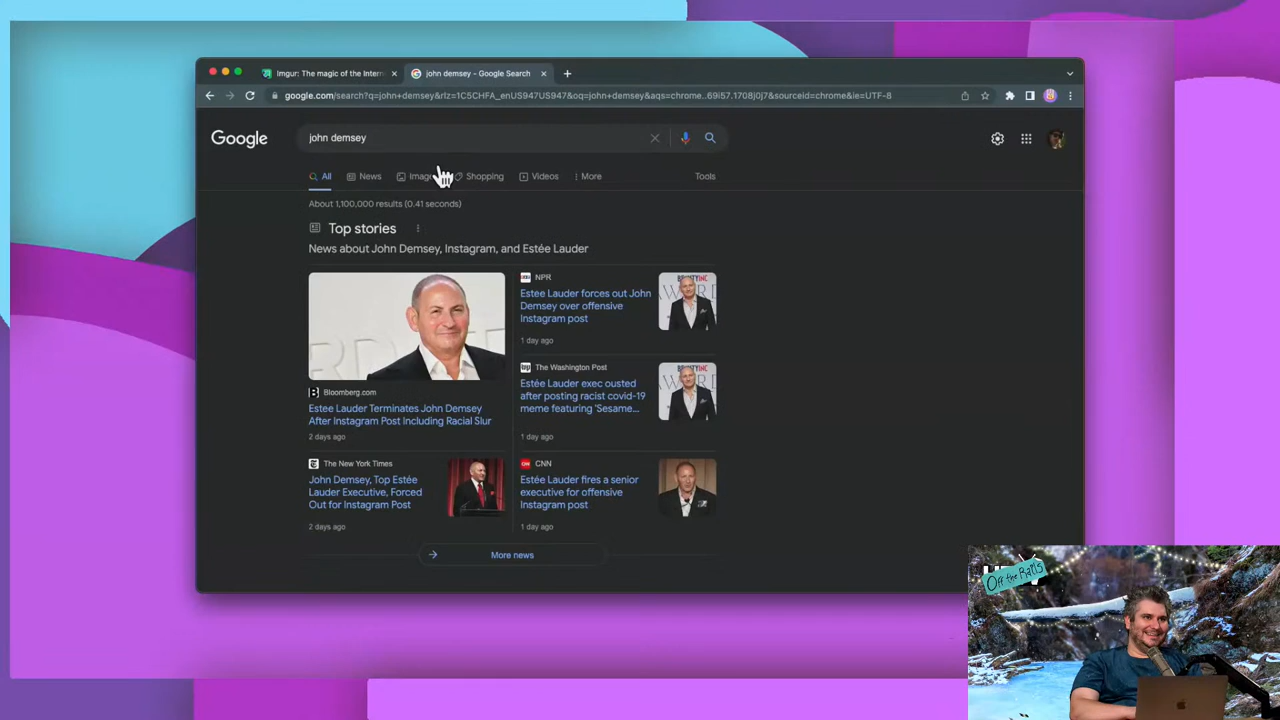 Imgur: The magic of the Intern
john demsey - Google Search
google.com/search?q=john+demsey&rlz=1C5CHFA_enUS947US947&oq=john+demsey&aqs=chrome..69i57.1708j0j7&sourceid=chrome&ie=UTF-8
Google
john demsey
All
News
Image
Shopping
Videos
More
Tools
About 1,100,000 results (0.41 seconds)
Top stories
News about John Demsey, Instagram, and Estée Lauder
Bloomberg.com
Estee Lauder Terminates John Demsey
After Instagram Post Including Racial Slur
2 days ago
NPR
Estee Lauder forces out John
Demsey over offensive
Instagram post
1 day ago
The Washington Post
Estée Lauder exec ousted
after posting racist covid-19
meme featuring 'Sesame...
1 day ago
The New York Times
John Demsey, Top Estée
Lauder Executive, Forced
Out for Instagram Post
2 days ago
CNN
Estée Lauder fires a senior
executive for offensive
Instagram post
1 day ago
More news
Off the Rails